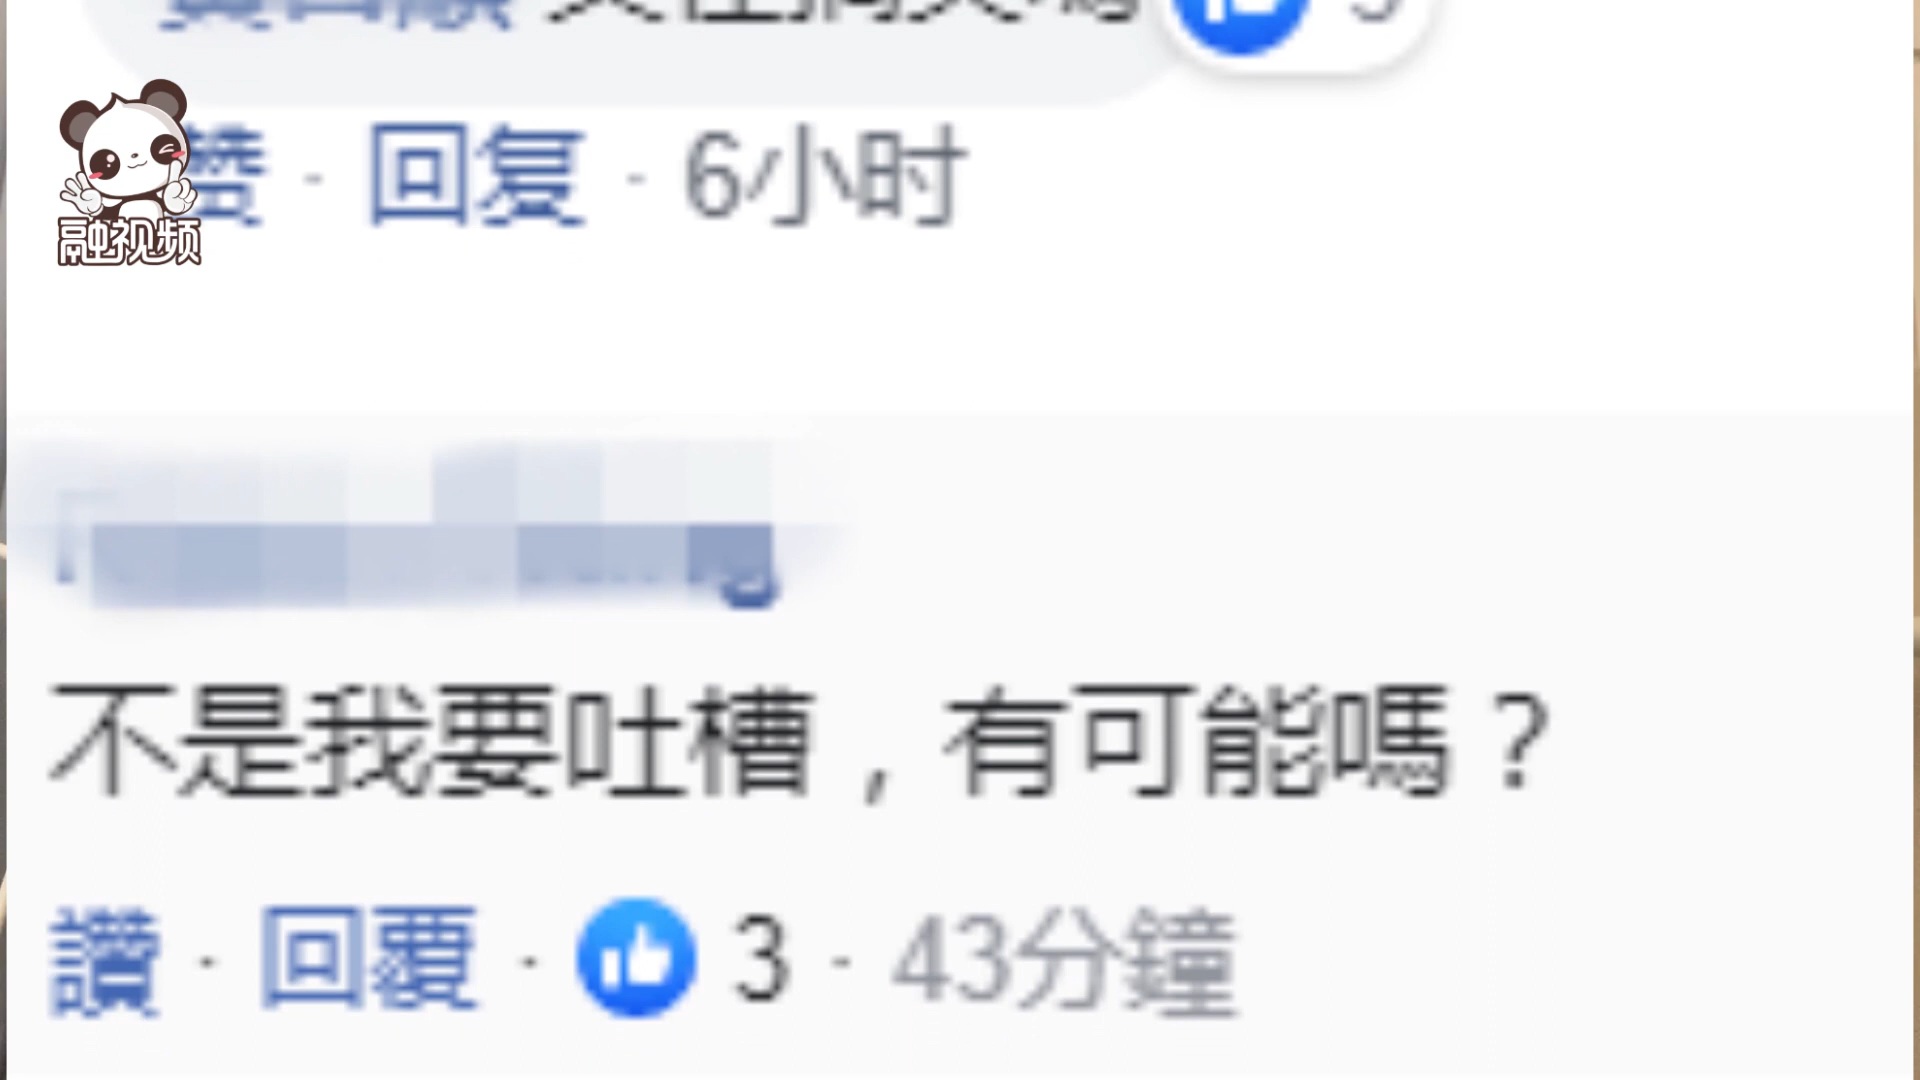 赞 · 回复 · 6小时
融视频
不是我要吐槽，有可能嗎？
讚 · 回覆 · 3 · 43分鐘